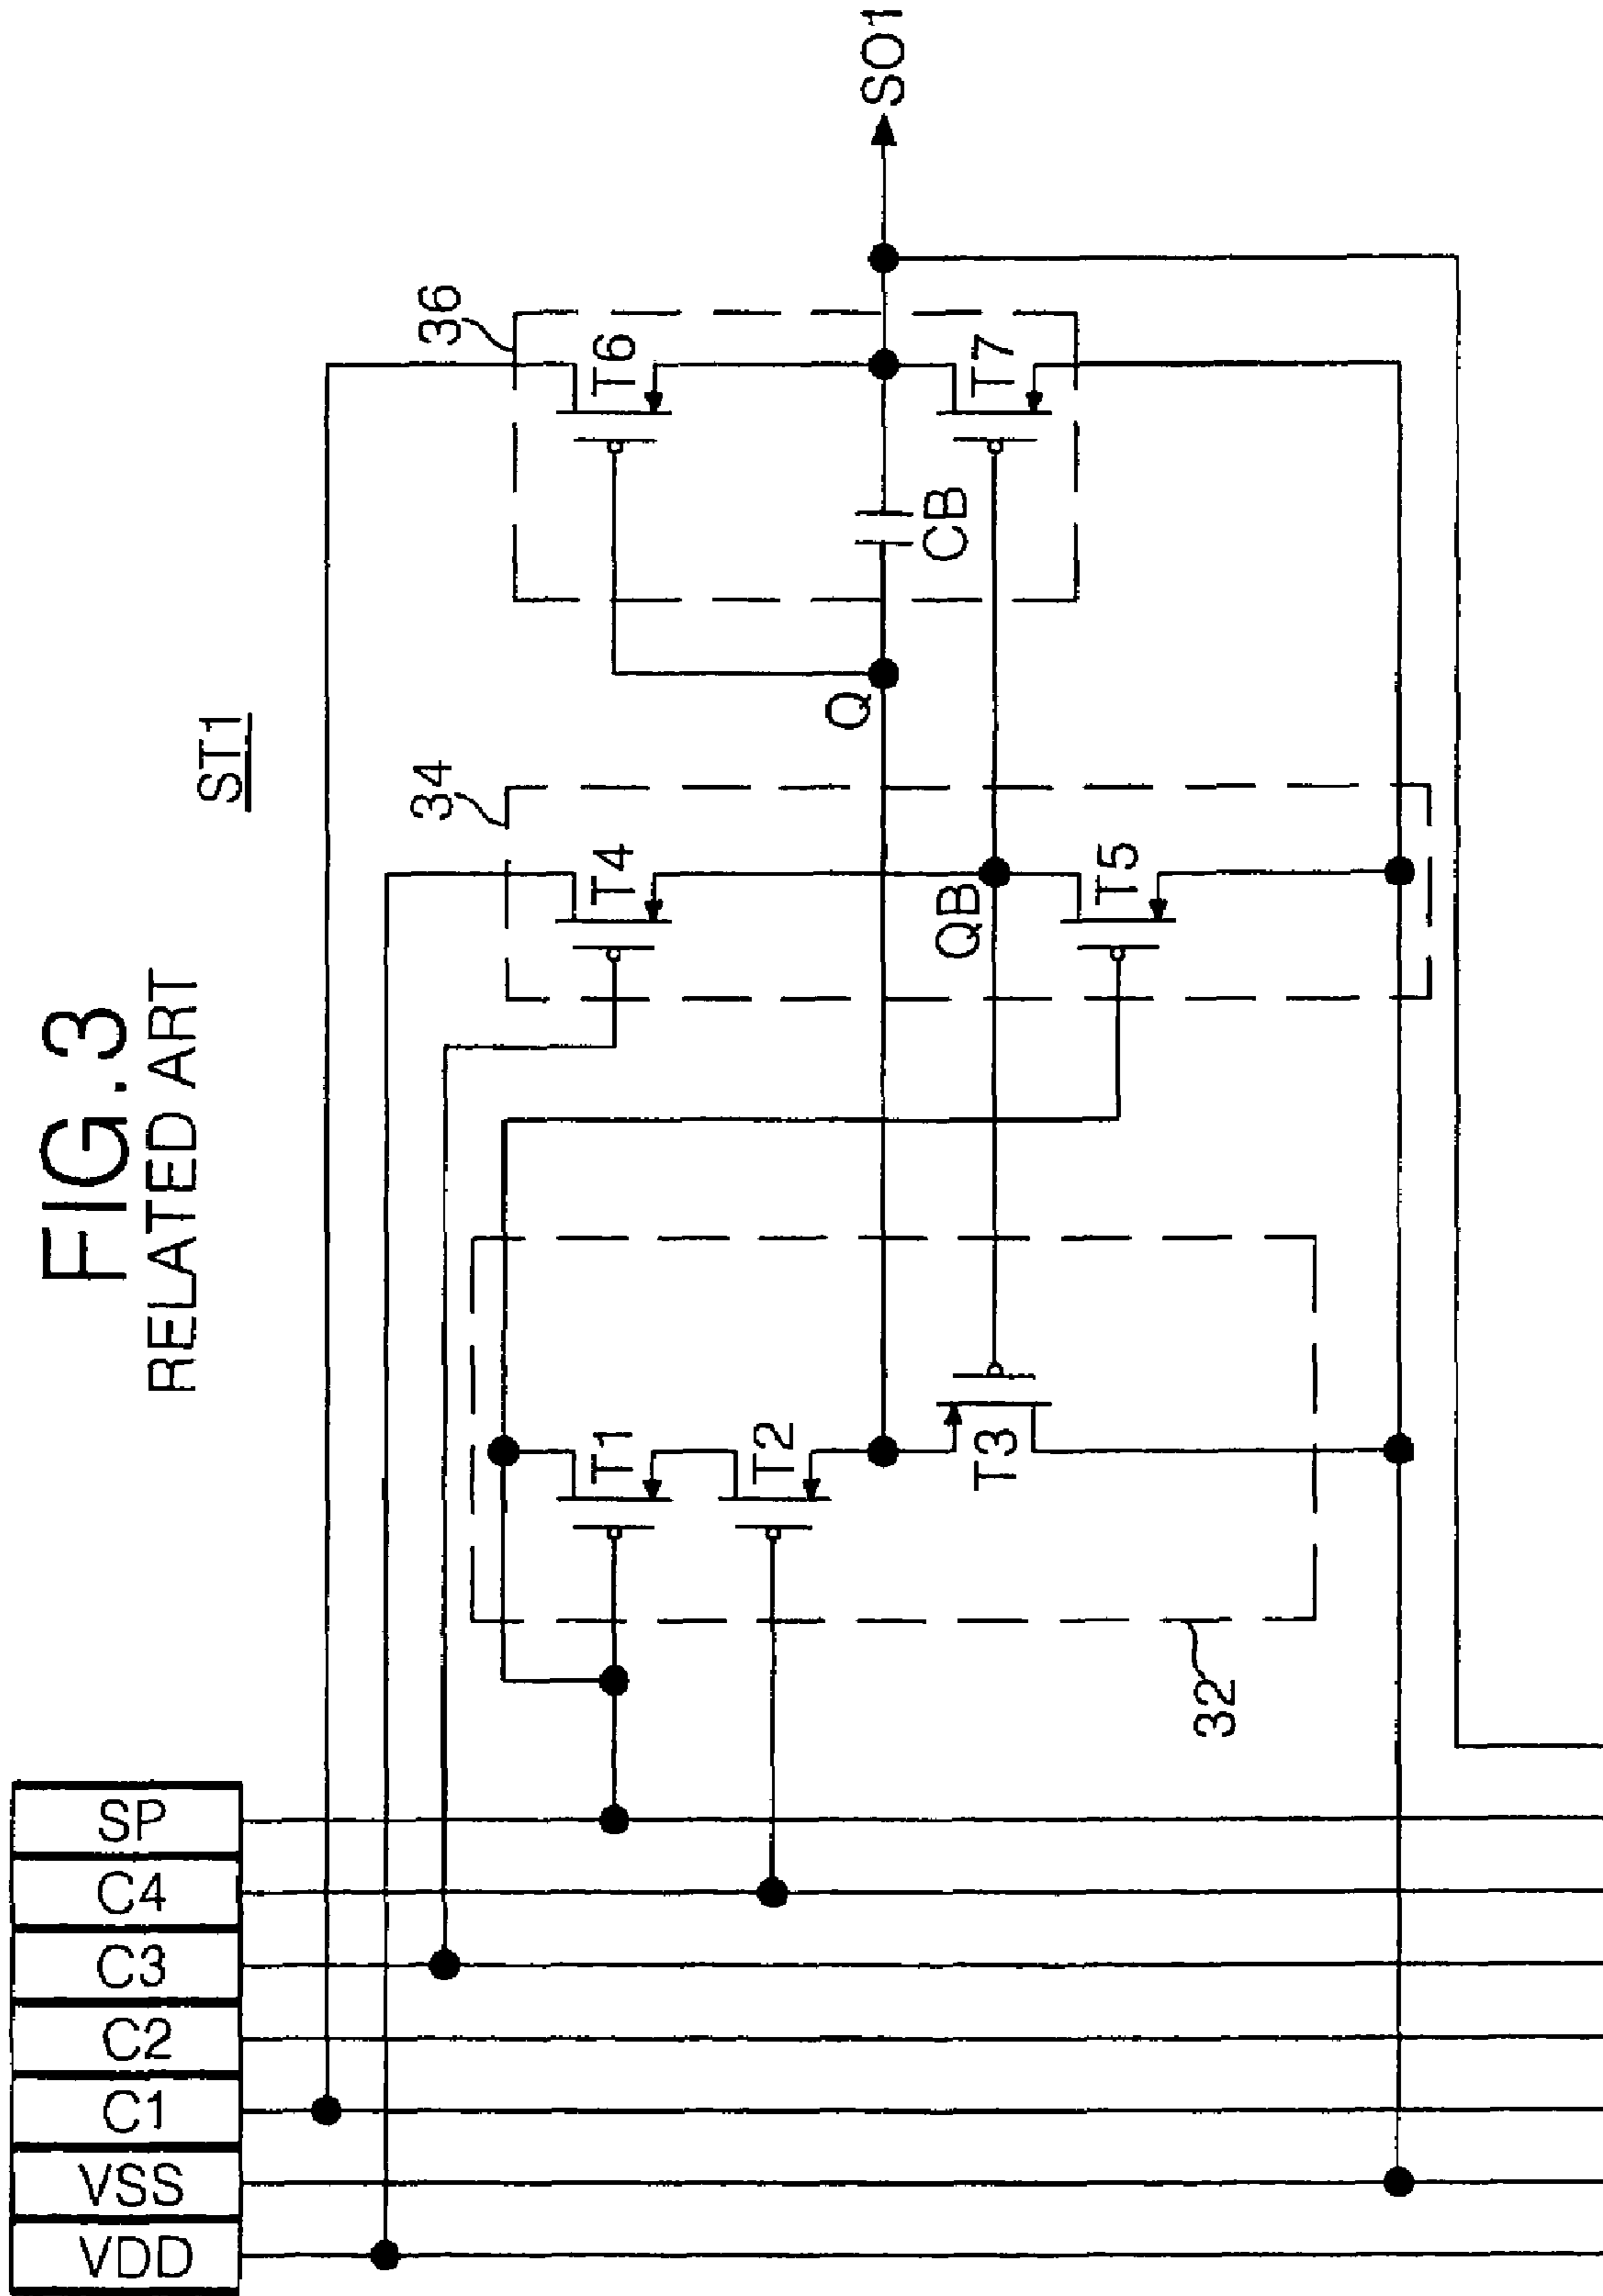 FIG.3
RELATED ART
ST1
VDD
VSS
C1
C2
C3
C4
SP
32
T1
T2
T3
34
T4
QB
T5
36
T6
Q
CB
T7
SO1